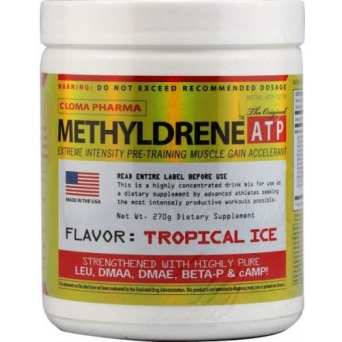 WARNING: DO NOT EXCEED RECOMMENDED DOSAGE
CLOMA PHARMA
The Original
METHYLDRENE ATP
EXTREME INTENSITY PRE-TRAINING MUSCLE GAIN ACCELERANT
READ ENTIRE LABEL BEFORE USE
This is a highly concentrated drink mix for use as
a dietary supplement by advanced athletes seeking
the most intensely productive workouts possible.
MADE IN THE USA
Net Wt. 270g Dietary Supplement
FLAVOR: TROPICAL ICE
STRENGTHENED WITH HIGHLY PURE
LEU, DMAA, DMAE, BETA-P & cAMP!